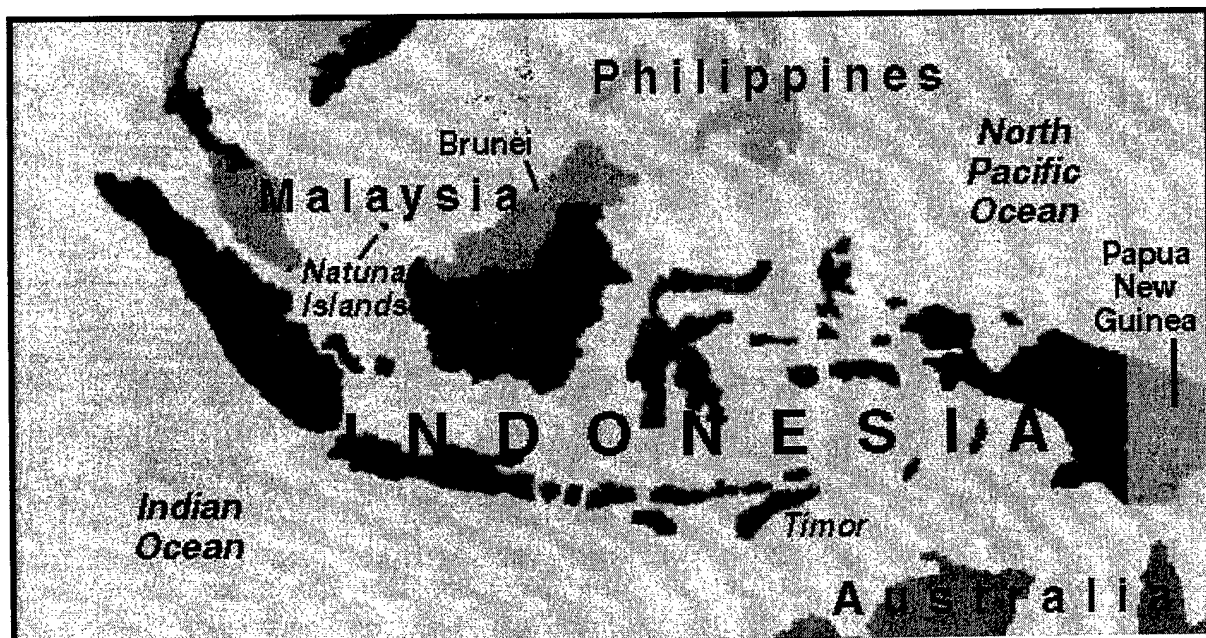 Philippines
North
Pacific
Ocean
Brunei
Malaysia
Natuna
Islands
Papua
New
Guinea
INDONESIA
Indian
Ocean
Timor
Australia